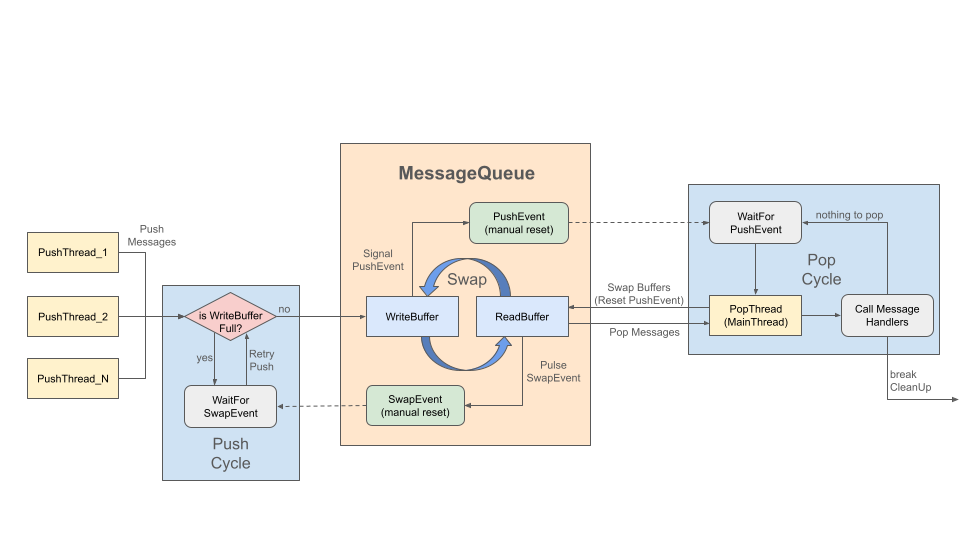 MessageQueue
PushEvent
(manual reset)
WaitFor
PushEvent
nothing to pop
Push
Messages
PushThread_1
Signal
PushEvent
Pop
Cycle
Swap
Swap Buffers
(Reset PushEvent)
PushThread_2
is WriteBuffer
Full?
no
WriteBuffer
ReadBuffer
PopThread
(MainThread)
Call Message
Handlers
Pop Messages
yes
Retry
Push
Pulse
SwapEvent
PushThread_N
break
CleanUp
WaitFor
SwapEvent
SwapEvent
(manual reset)
Push
Cycle